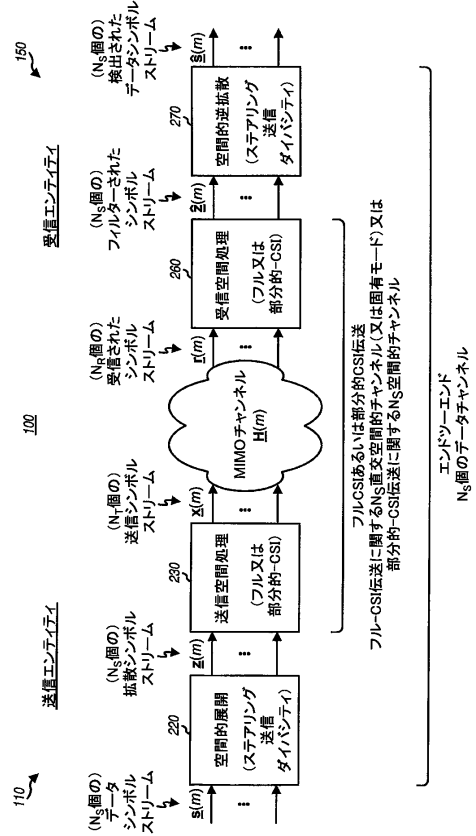 100
送信エンティティ
受信エンティティ
110
150
(NS個の)
データ
シンボル
ストリーム
s(m)
220
空間的展開
(ステアリング
送信
ダイバシティ)
(NS個の)
拡散シンボル
ストリーム
z(m)
230
送信空間処理
(フル又は
部分的-CSI)
(NT個の)
送信シンボル
ストリーム
x(m)
MIMOチャンネル
H(m)
(NR個の)
受信された
シンボル
ストリーム
r(m)
260
受信空間処理
(フル又は
部分的-CSI)
(NS個の)
フィルターされた
シンボル
ストリーム
ẑ(m)
270
空間的逆拡散
(ステアリング
送信
ダイバシティ)
(NS個の)
検出された
データシンボル
ストリーム
ŝ(m)
フルCSIあるいは部分的CSI伝送
フル-CSI伝送に関するNS直交空間的チャンネル(又は固有モード)又は
部分的-CSI伝送に関するNS空間的チャンネル
エンドツーエンド
NS個のデータチャンネル